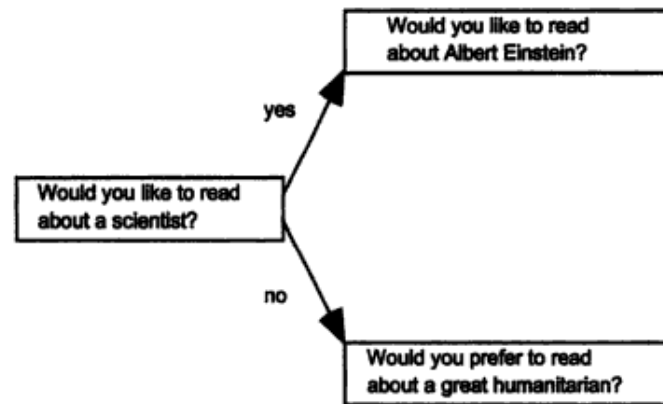 Would you like to read
about Albert Einstein?
yes
Would you like to read
about a scientist?
no
Would you prefer to read
about a great humanitarian?